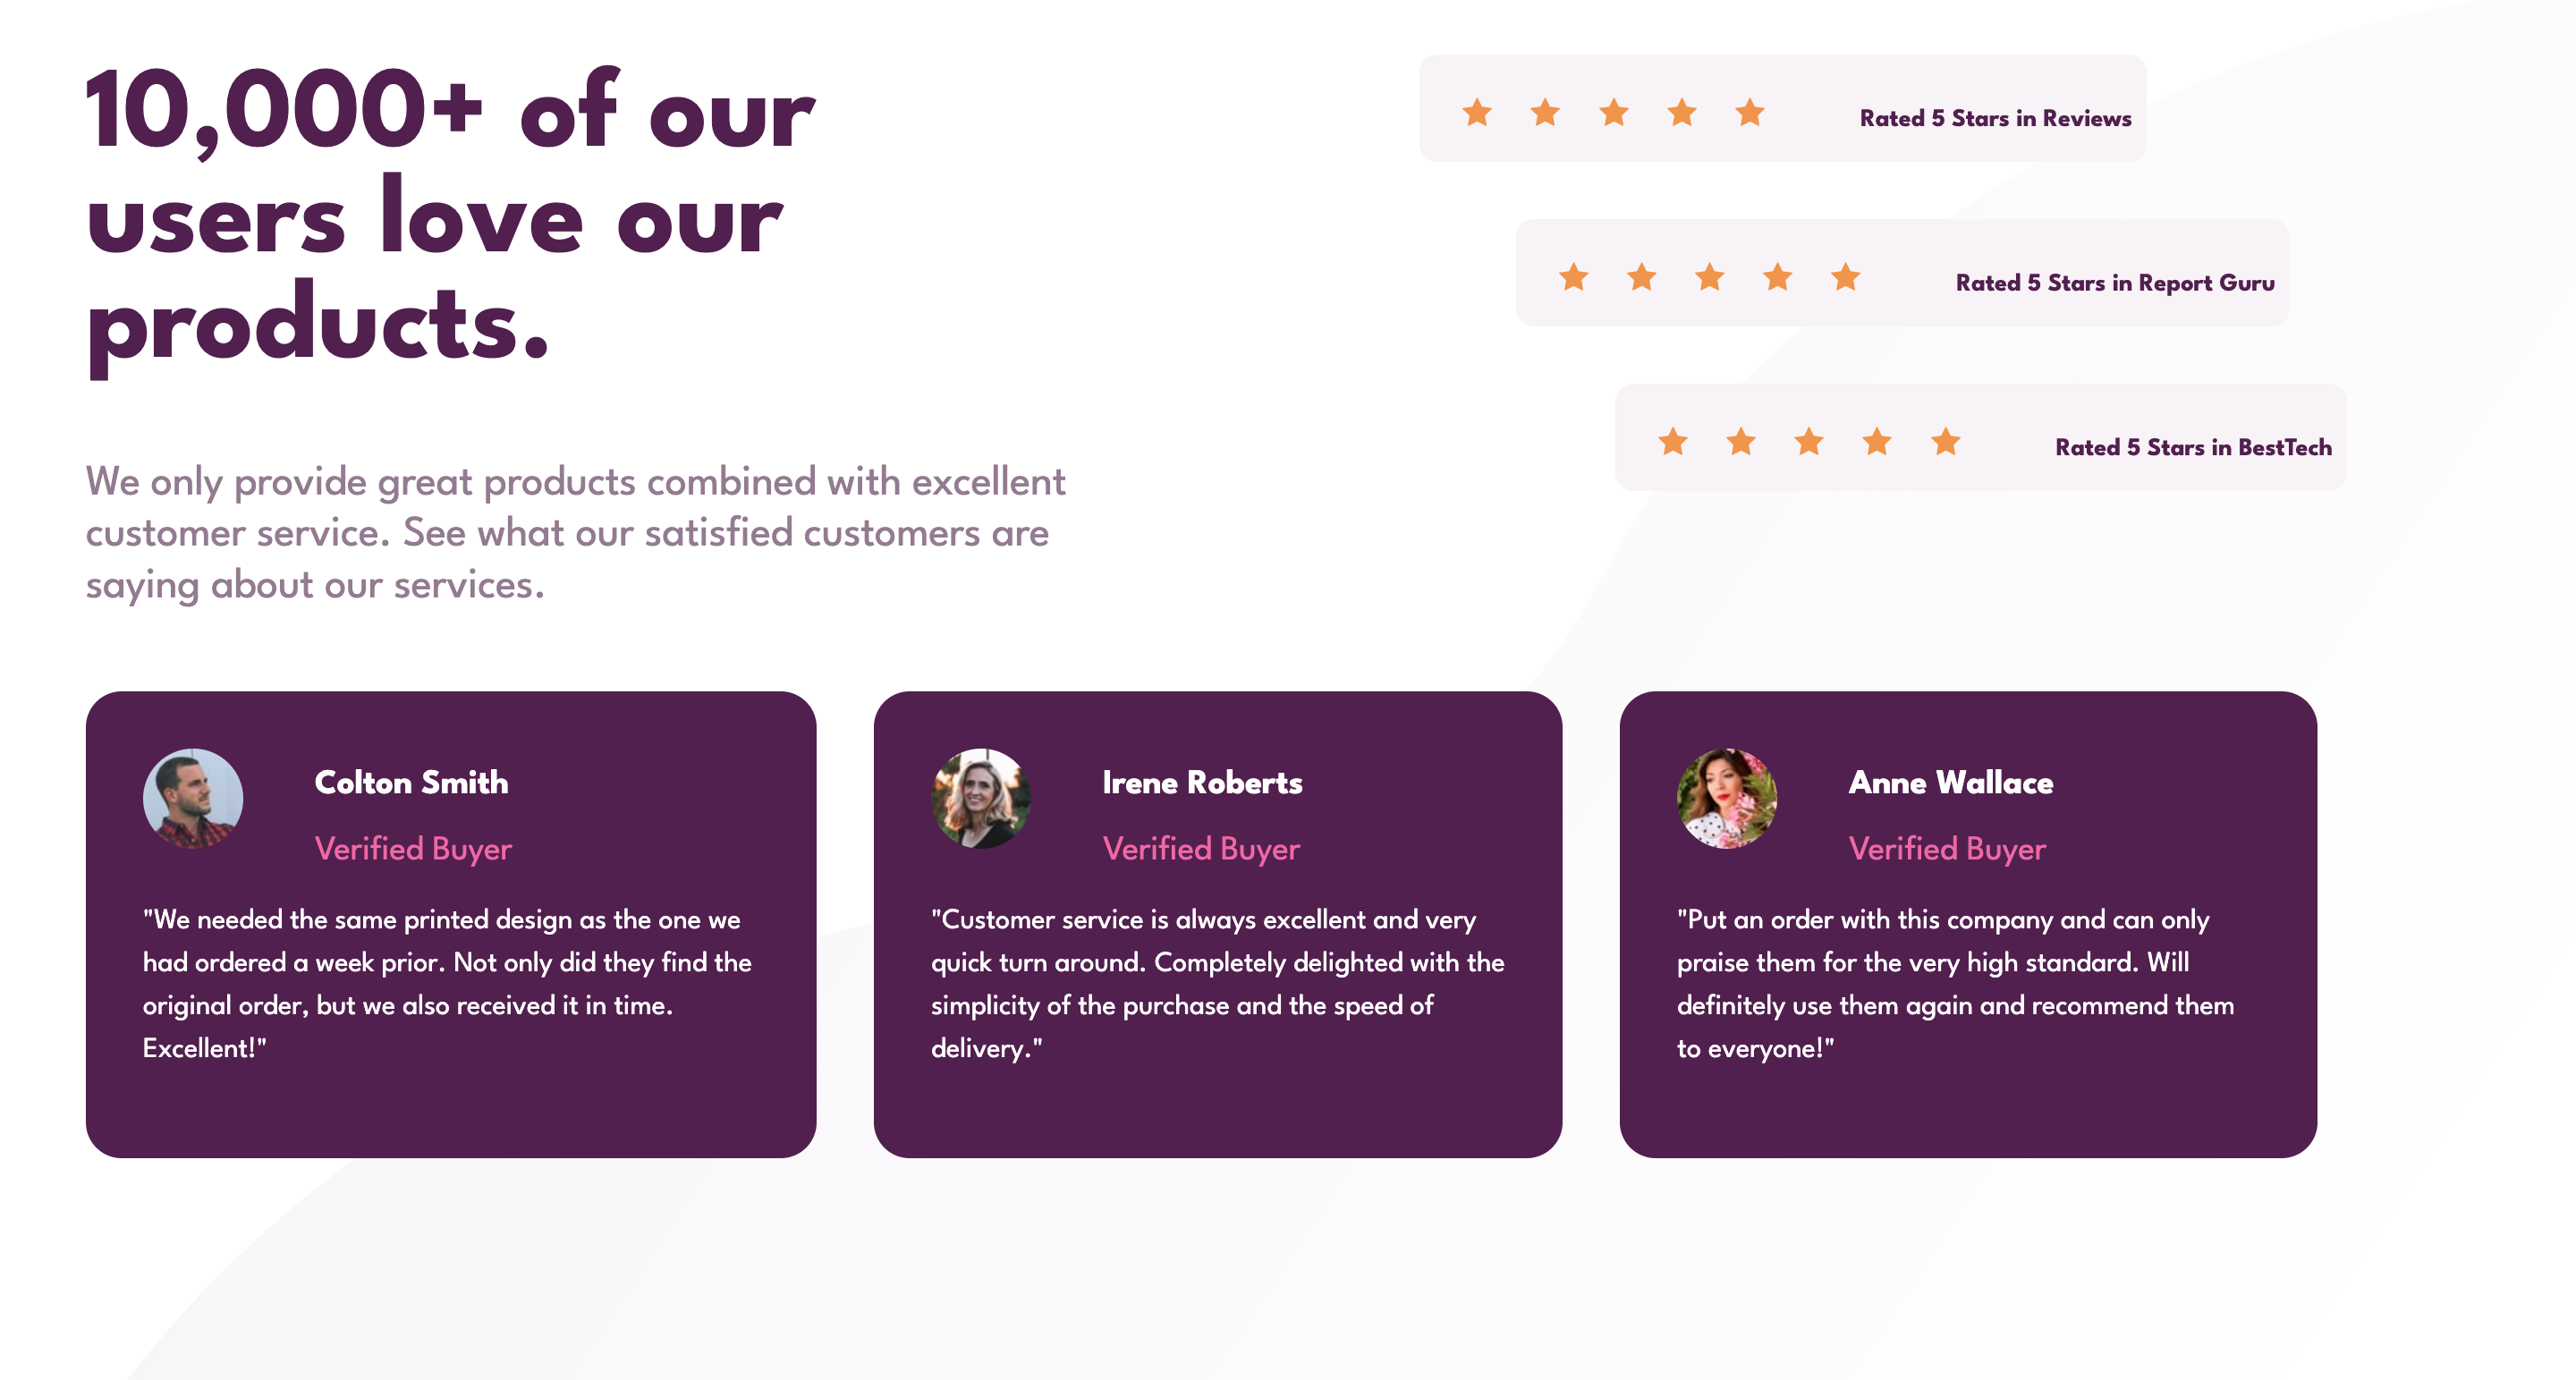 10,000+ of our
users love our
products.
We only provide great products combined with excellent
customer service. See what our satisfied customers are
saying about our services.
Rated 5 Stars in Reviews
Rated 5 Stars in Report Guru
Rated 5 Stars in BestTech
Colton Smith
Verified Buyer
"We needed the same printed design as the one we
had ordered a week prior. Not only did they find the
original order, but we also received it in time.
Excellent!"
Irene Roberts
Verified Buyer
"Customer service is always excellent and very
quick turn around. Completely delighted with the
simplicity of the purchase and the speed of
delivery."
Anne Wallace
Verified Buyer
"Put an order with this company and can only
praise them for the very high standard. Will
definitely use them again and recommend them
to everyone!"